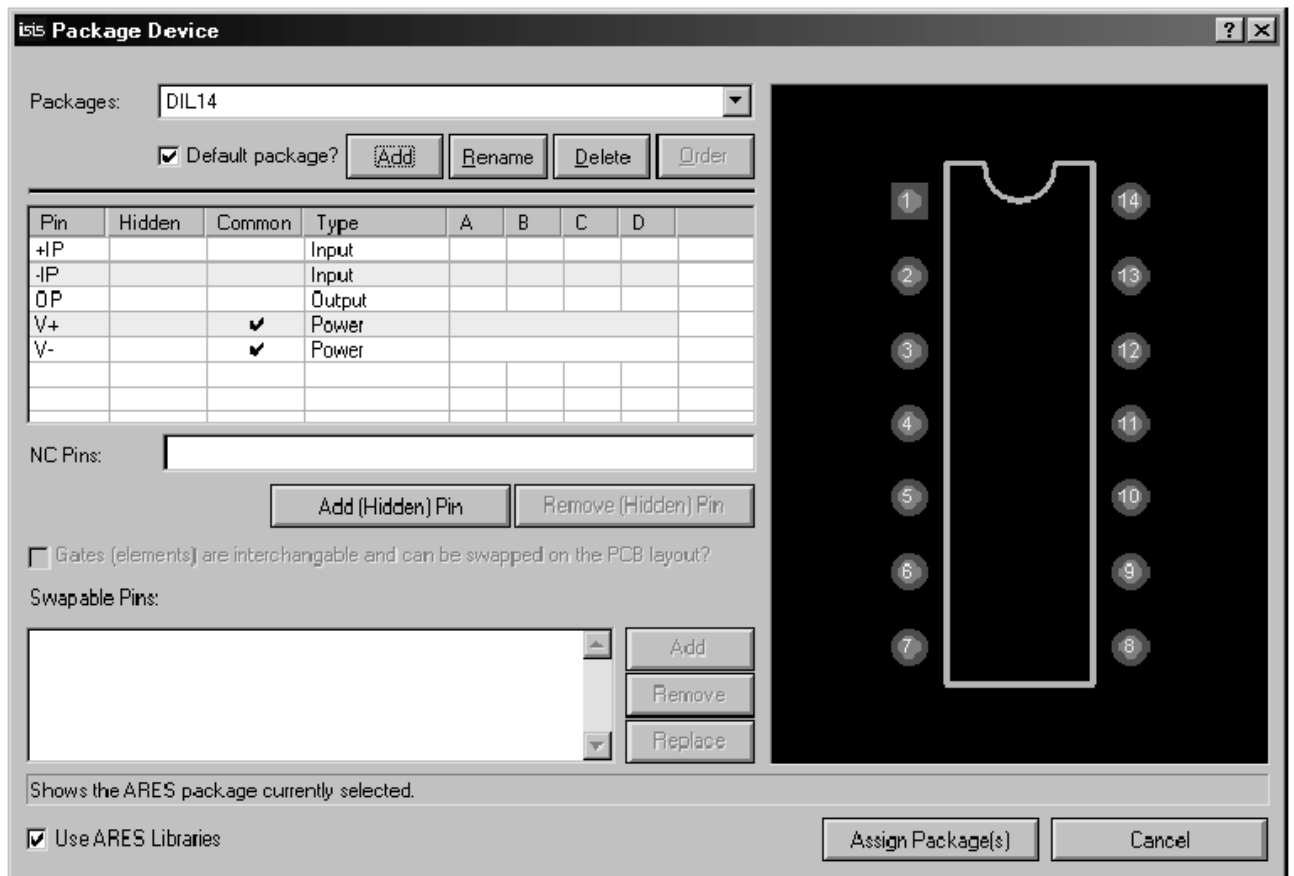 isis Package Device
Packages: DIL14
Default package? Add Rename Delete Order
Pin Hidden Common Type A B C D
+IP Input
-IP Input
OP Output
V+ ✔ Power
V- ✔ Power
NC Pins:
Add (Hidden) Pin Remove (Hidden) Pin
Gates (elements) are interchangable and can be swapped on the PCB layout?
Swapable Pins:
Add
Remove
Replace
1 14
2 13
3 12
4 11
5 10
6 9
7 8
Shows the ARES package currently selected.
Use ARES Libraries
Assign Package(s) Cancel